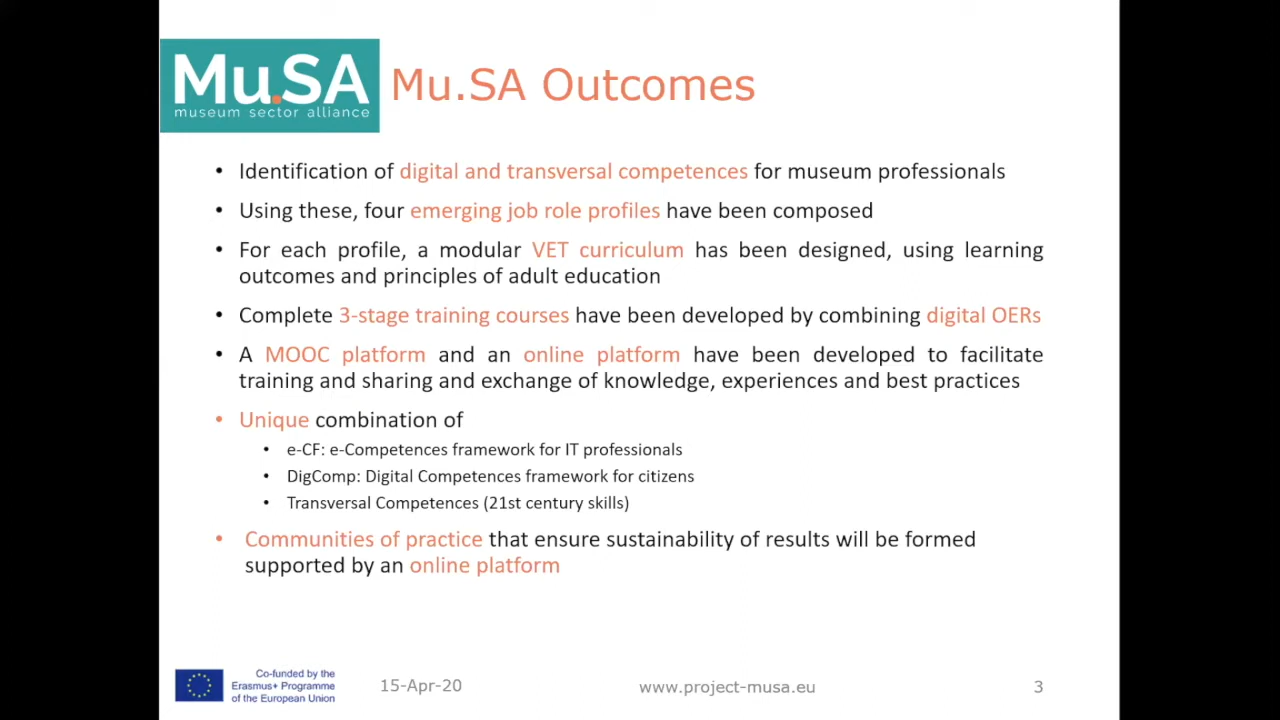 Mu.SA
museum sector alliance
Mu.SA Outcomes
• Identification of digital and transversal competences for museum professionals
• Using these, four emerging job role profiles have been composed
• For each profile, a modular VET curriculum has been designed, using learning
outcomes and principles of adult education
• Complete 3-stage training courses have been developed by combining digital OERs
• A MOOC platform and an online platform have been developed to facilitate
training and sharing and exchange of knowledge, experiences and best practices
• Unique combination of
• e-CF: e-Competences framework for IT professionals
• DigComp: Digital Competences framework for citizens
• Transversal Competences (21st century skills)
• Communities of practice that ensure sustainability of results will be formed
supported by an online platform
Co-funded by the
Erasmus+ Programme
of the European Union
15-Apr-20
www.project-musa.eu
3